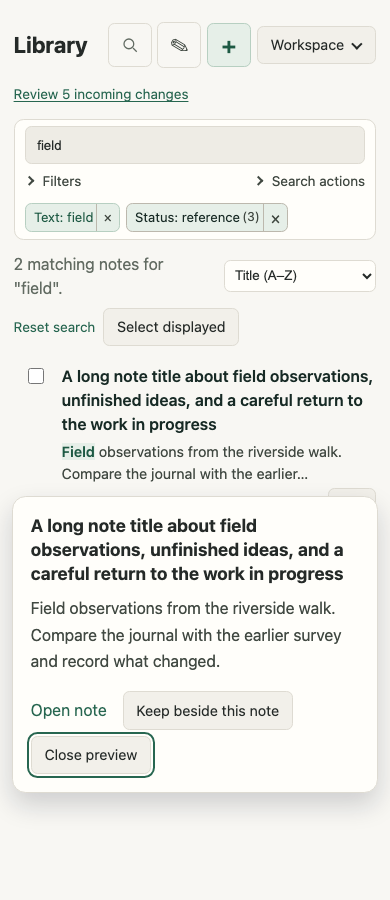 Library
Workspace
Review 5 incoming changes
field
Filters
Search actions
Text: field ×
Status: reference (3) ×
2 matching notes for
"field".
Title (A–Z)
Reset search
Select displayed
A long note title about field observations,
unfinished ideas, and a careful return to
the work in progress
Field observations from the riverside walk.
Compare the journal with the earlier...
A long note title about field
observations, unfinished ideas, and a
careful return to the work in progress
Field observations from the riverside walk.
Compare the journal with the earlier survey
and record what changed.
Open note
Keep beside this note
Close preview